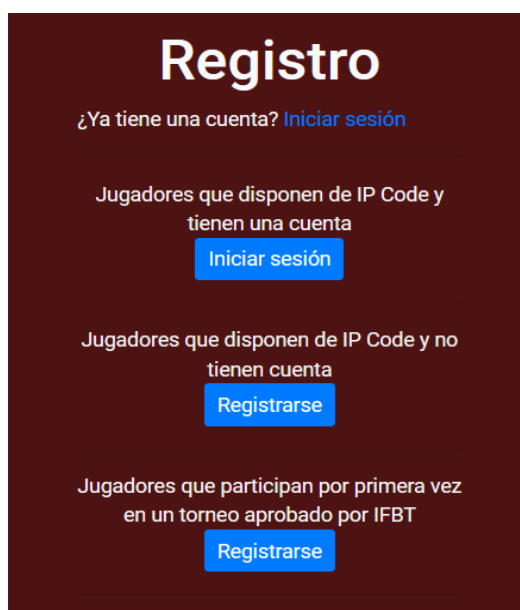 Registro
¿Ya tiene una cuenta? Iniciar sesión
Jugadores que disponen de IP Code y
tienen una cuenta
Iniciar sesión
Jugadores que disponen de IP Code y no
tienen cuenta
Registrarse
Jugadores que participan por primera vez
en un torneo aprobado por IFBT
Registrarse